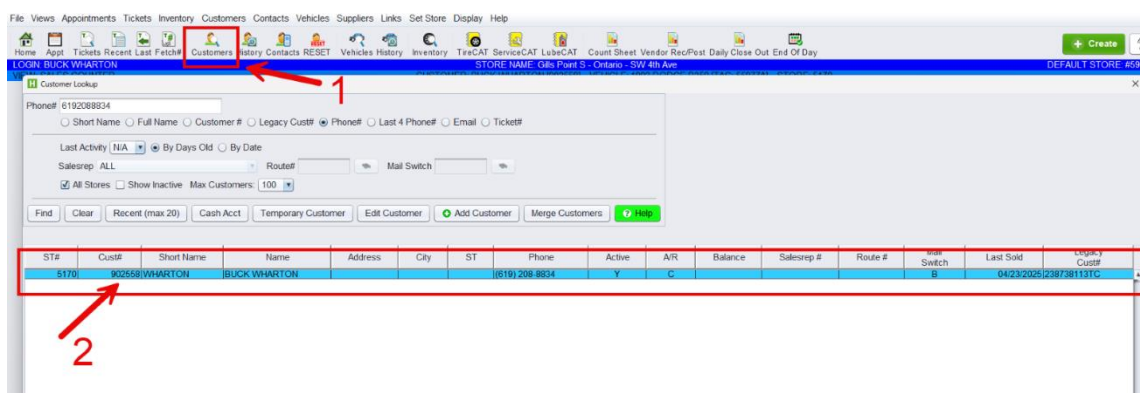 File Views Appointments Tickets Inventory Customers Contacts Vehicles Suppliers Links Set Store Display Help
Home Appt Tickets Recent Last Fetch# Customers History Contacts RESET Vehicles History Inventory TireCAT ServiceCAT LubeCAT Count Sheet Vendor Rec/Post Daily Close Out End Of Day + Create
LOGIN: BUCK WHARTON STORE NAME: Gills Point S - Ontario - SW 4th Ave DEFAULT STORE: #59
Customer Lookup
1
Phone# 6192088834
Short Name Full Name Customer # Legacy Cust# Phone# Last 4 Phone# Email Ticket#
Last Activity N/A By Days Old By Date
Salesrep ALL Route# Mail Switch
All Stores Show Inactive Max Customers: 100
Find Clear Recent (max 20) Cash Acct Temporary Customer Edit Customer Add Customer Merge Customers Help
ST# Cust# Short Name Name Address City ST Phone Active A/R Balance Salesrep # Route # Mail Switch Last Sold Legacy Cust#
5170 902558 WHARTON BUCK WHARTON (619) 208-8834 Y C B 04/23/2025 238738113TC
2